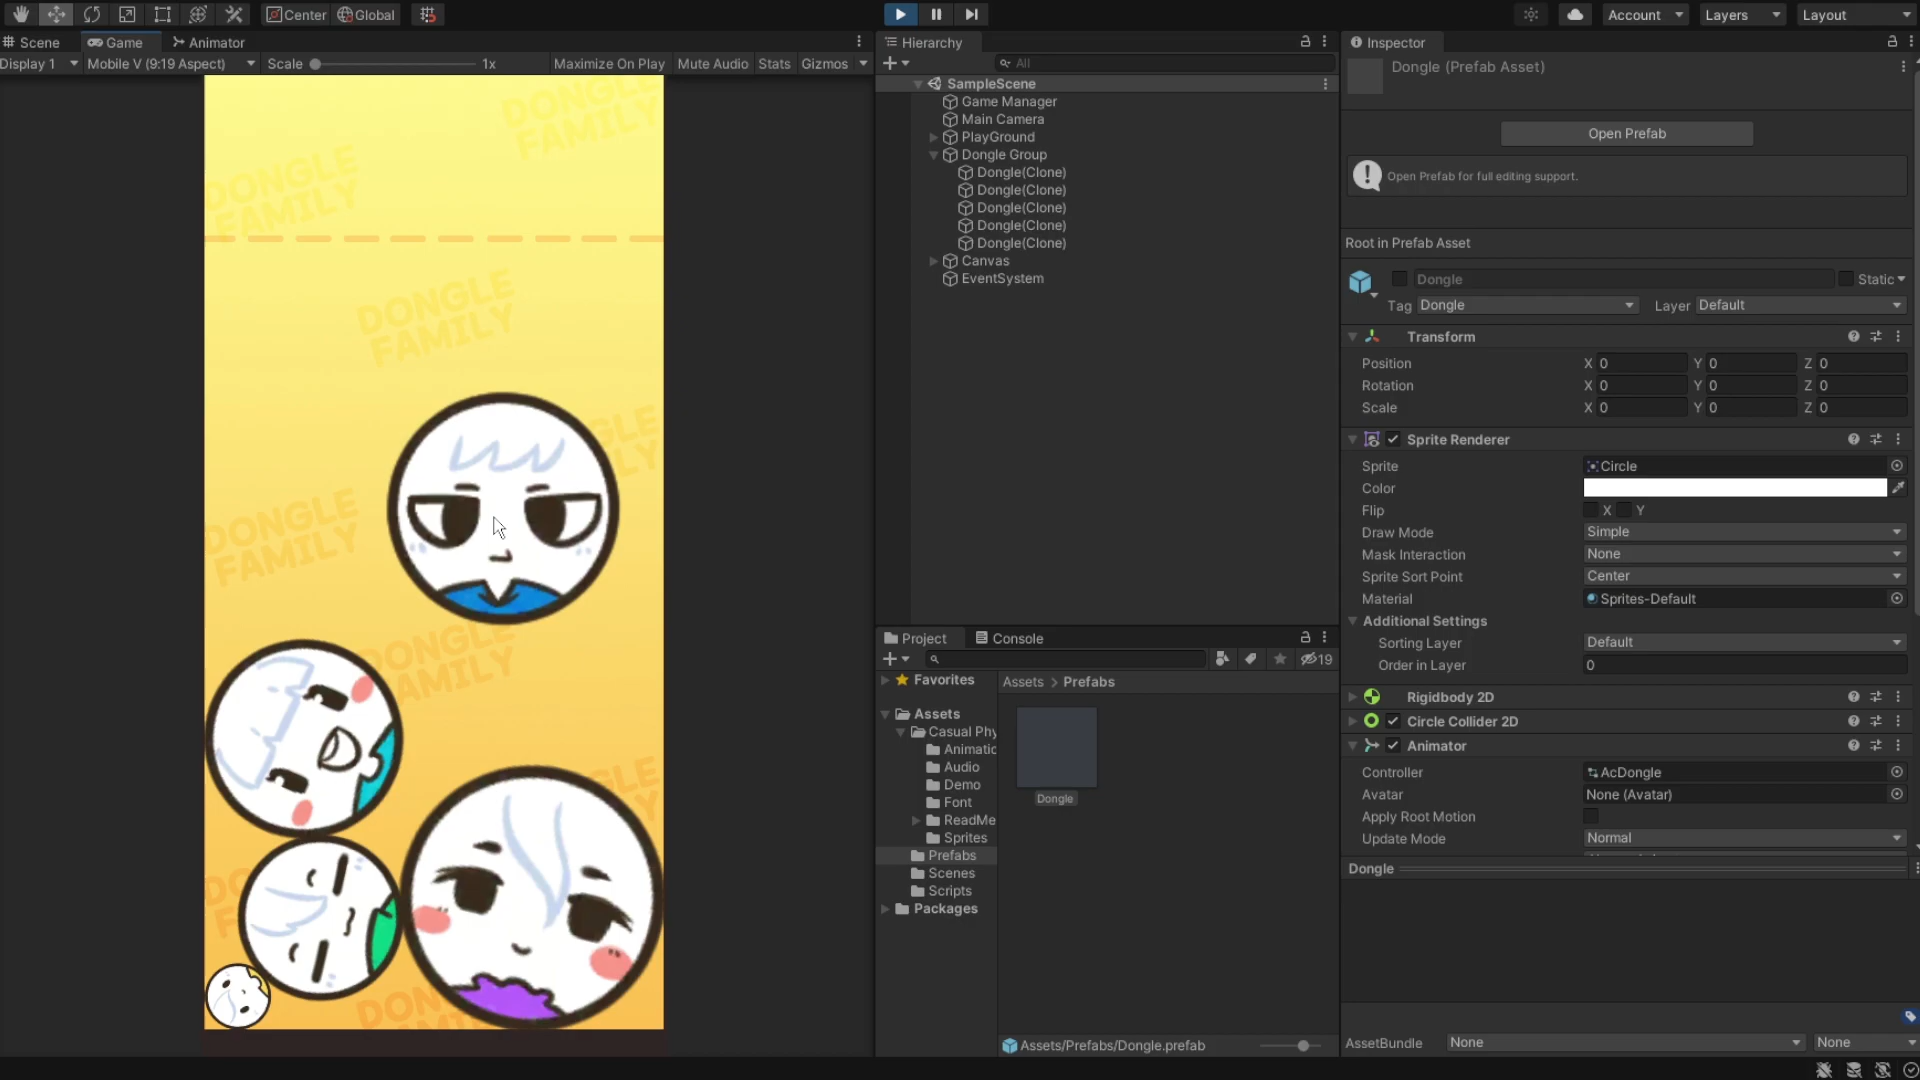 Center Global Account Layers Layout
Scene Game Animator
Display 1 Mobile V (9:19 Aspect) Scale 1x Maximize On Play Mute Audio Stats Gizmos
DONGLE
FAMILY
DONGLE
FAMILY
DONGLE
FAMILY
DONGLE
FAMILY
DONGLE
FAMILY
Hierarchy
All
SampleScene
Game Manager
Main Camera
PlayGround
Dongle Group
Dongle(Clone)
Dongle(Clone)
Dongle(Clone)
Dongle(Clone)
Dongle(Clone)
Canvas
EventSystem
Project Console
19
Favorites
Assets
Casual Phy
Animatic
Audio
Demo
Font
ReadMe
Sprites
Prefabs
Scenes
Scripts
Packages
Assets > Prefabs
Dongle
Assets/Prefabs/Dongle.prefab
Inspector
Dongle (Prefab Asset)
Open Prefab
Open Prefab for full editing support.
Root in Prefab Asset
Dongle Static
Tag Dongle Layer Default
Transform
Position X 0 Y 0 Z 0
Rotation X 0 Y 0 Z 0
Scale X 0 Y 0 Z 0
Sprite Renderer
Sprite Circle
Color
Flip X Y
Draw Mode Simple
Mask Interaction None
Sprite Sort Point Center
Material Sprites-Default
Additional Settings
Sorting Layer Default
Order in Layer 0
Rigidbody 2D
Circle Collider 2D
Animator
Controller AcDongle
Avatar None (Avatar)
Apply Root Motion
Update Mode Normal
Dongle
AssetBundle None None